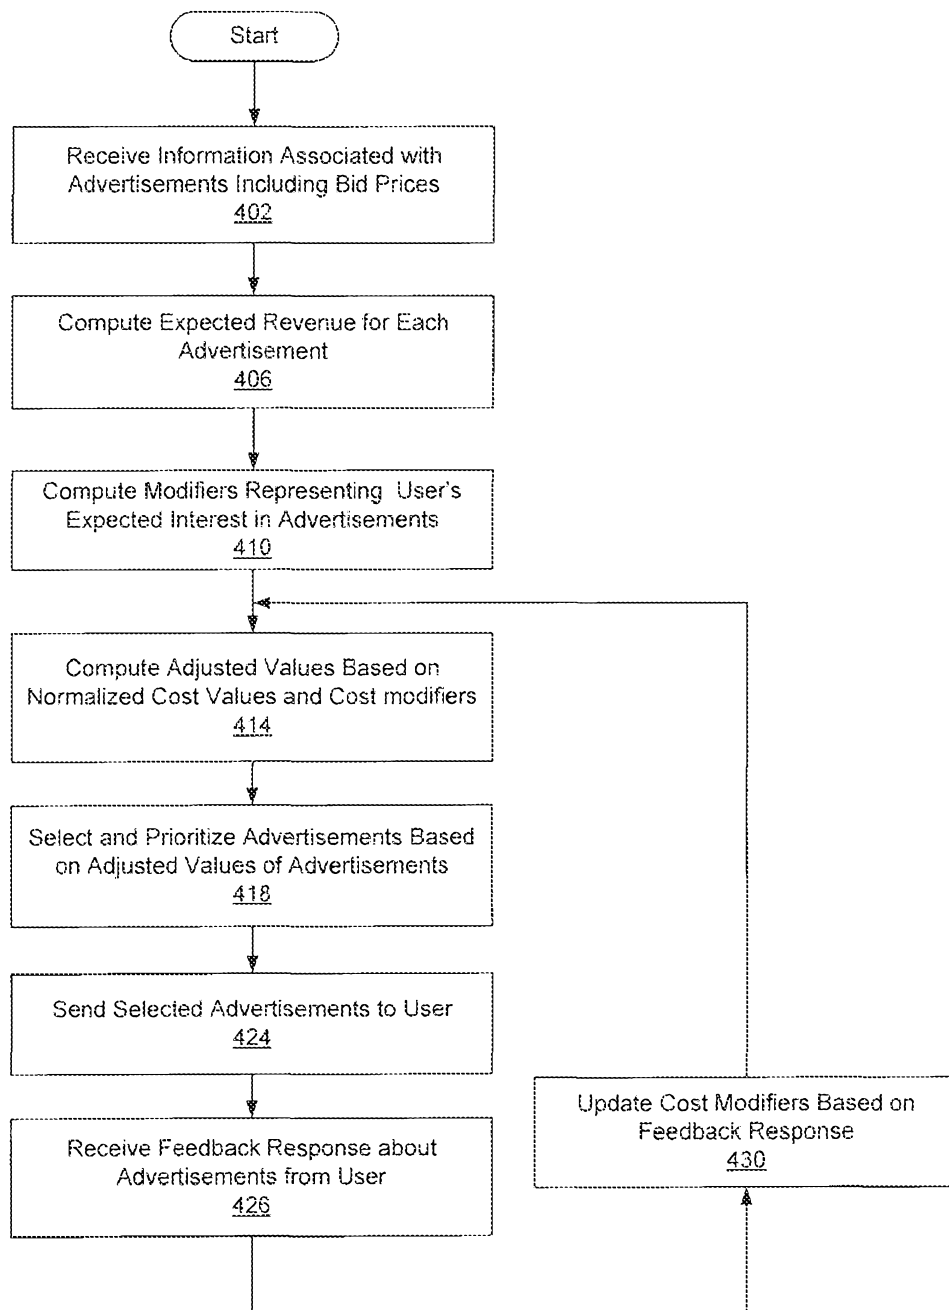 Start
Receive Information Associated with
Advertisements Including Bid Prices
402
Compute Expected Revenue for Each
Advertisement
406
Compute Modifiers Representing User's
Expected Interest in Advertisements
410
Compute Adjusted Values Based on
Normalized Cost Values and Cost modifiers
414
Select and Prioritize Advertisements Based
on Adjusted Values of Advertisements
418
Send Selected Advertisements to User
424
Receive Feedback Response about
Advertisements from User
426
Update Cost Modifiers Based on
Feedback Response
430